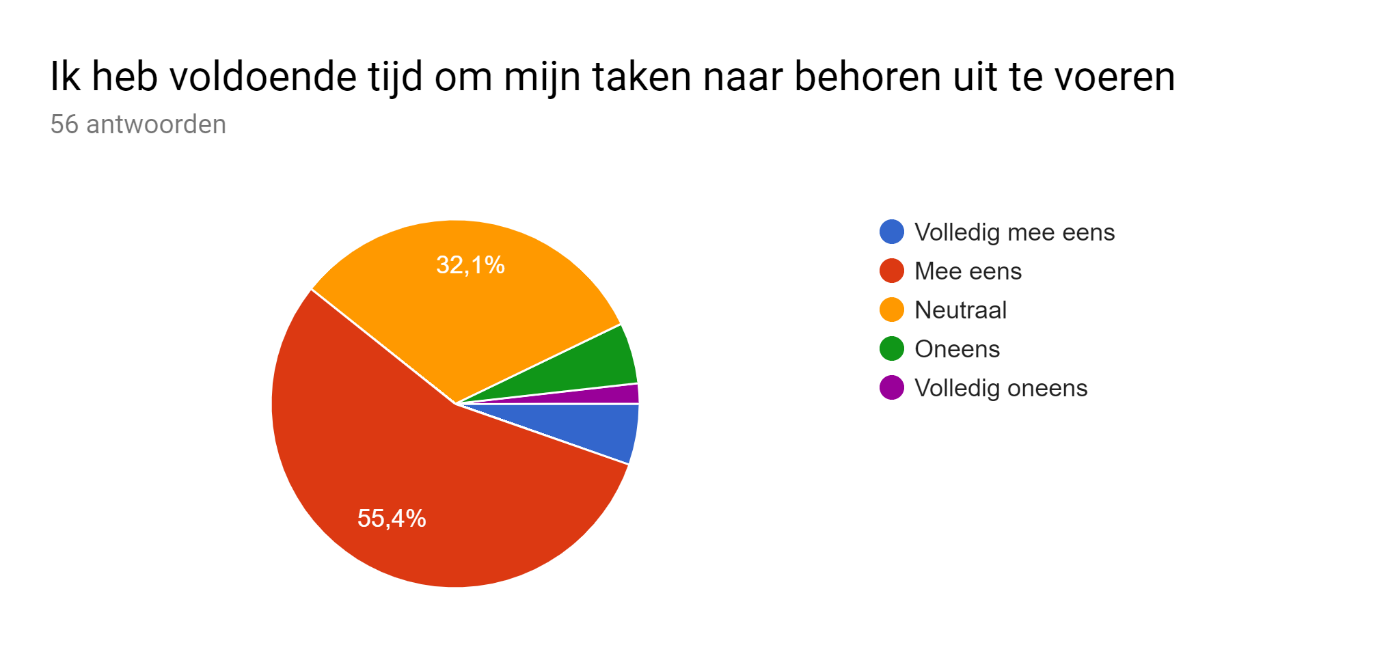 Ik heb voldoende tijd om mijn taken naar behoren uit te voeren
56 antwoorden
32,1%
55,4%
Volledig mee eens
Mee eens
Neutraal
Oneens
Volledig oneens